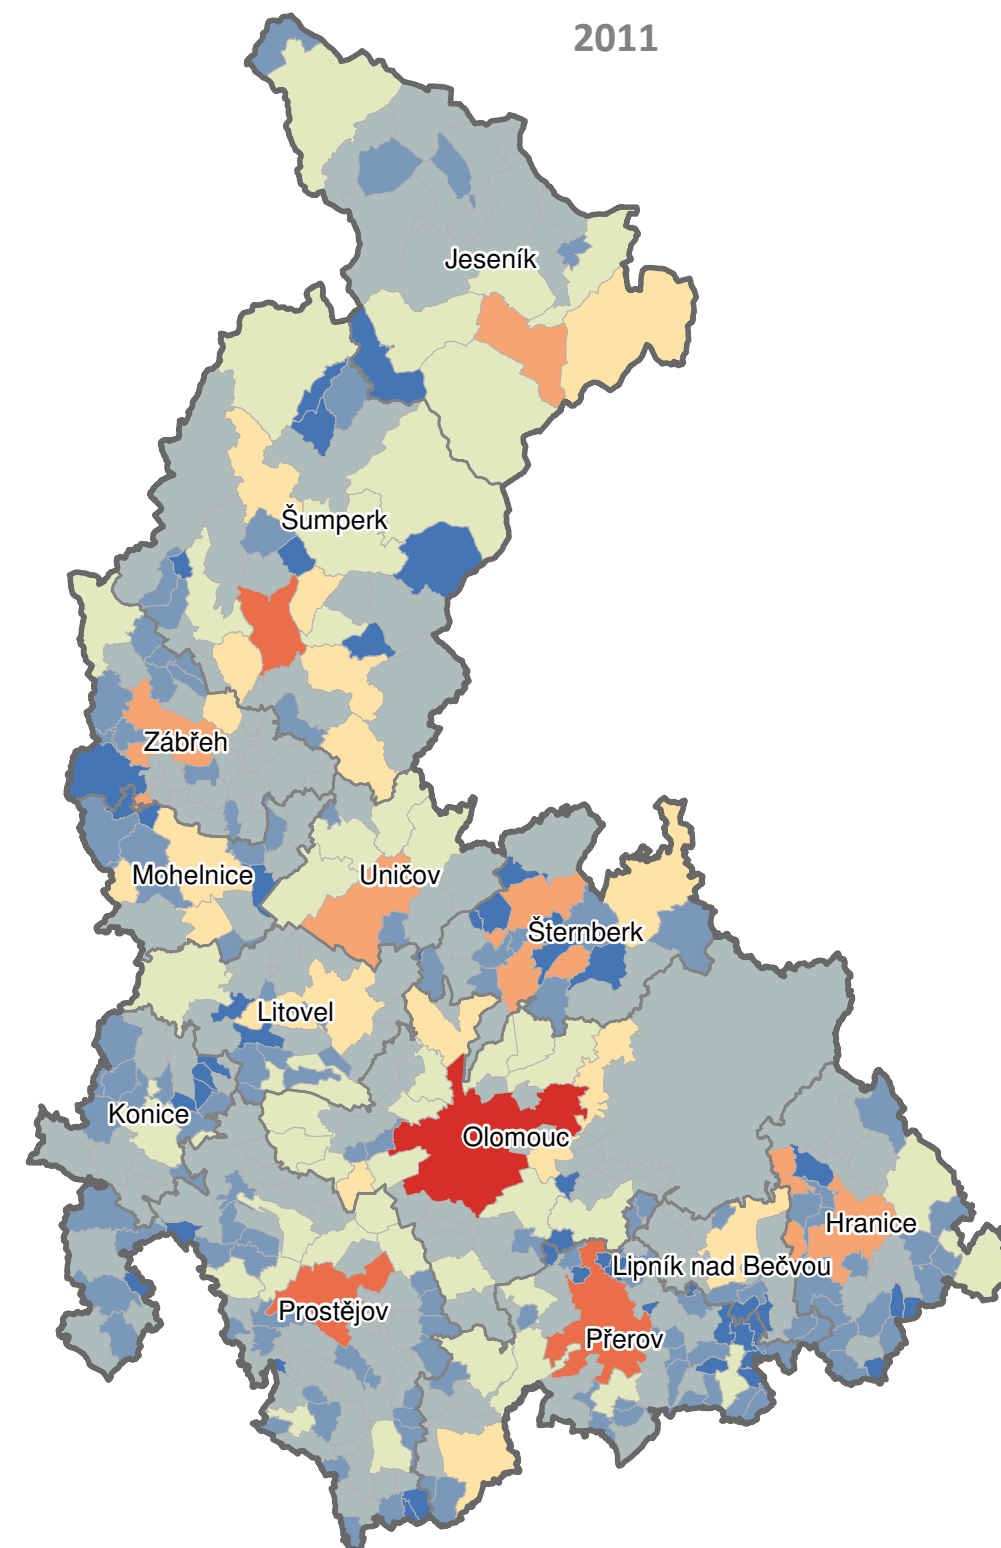 2011
Jeseník
Šumperk
Zábřeh
Mohelnice
Uničov
Šternberk
Litovel
Konice
Olomouc
Hranice
Lipník nad Bečvou
Prostějov
Přerov